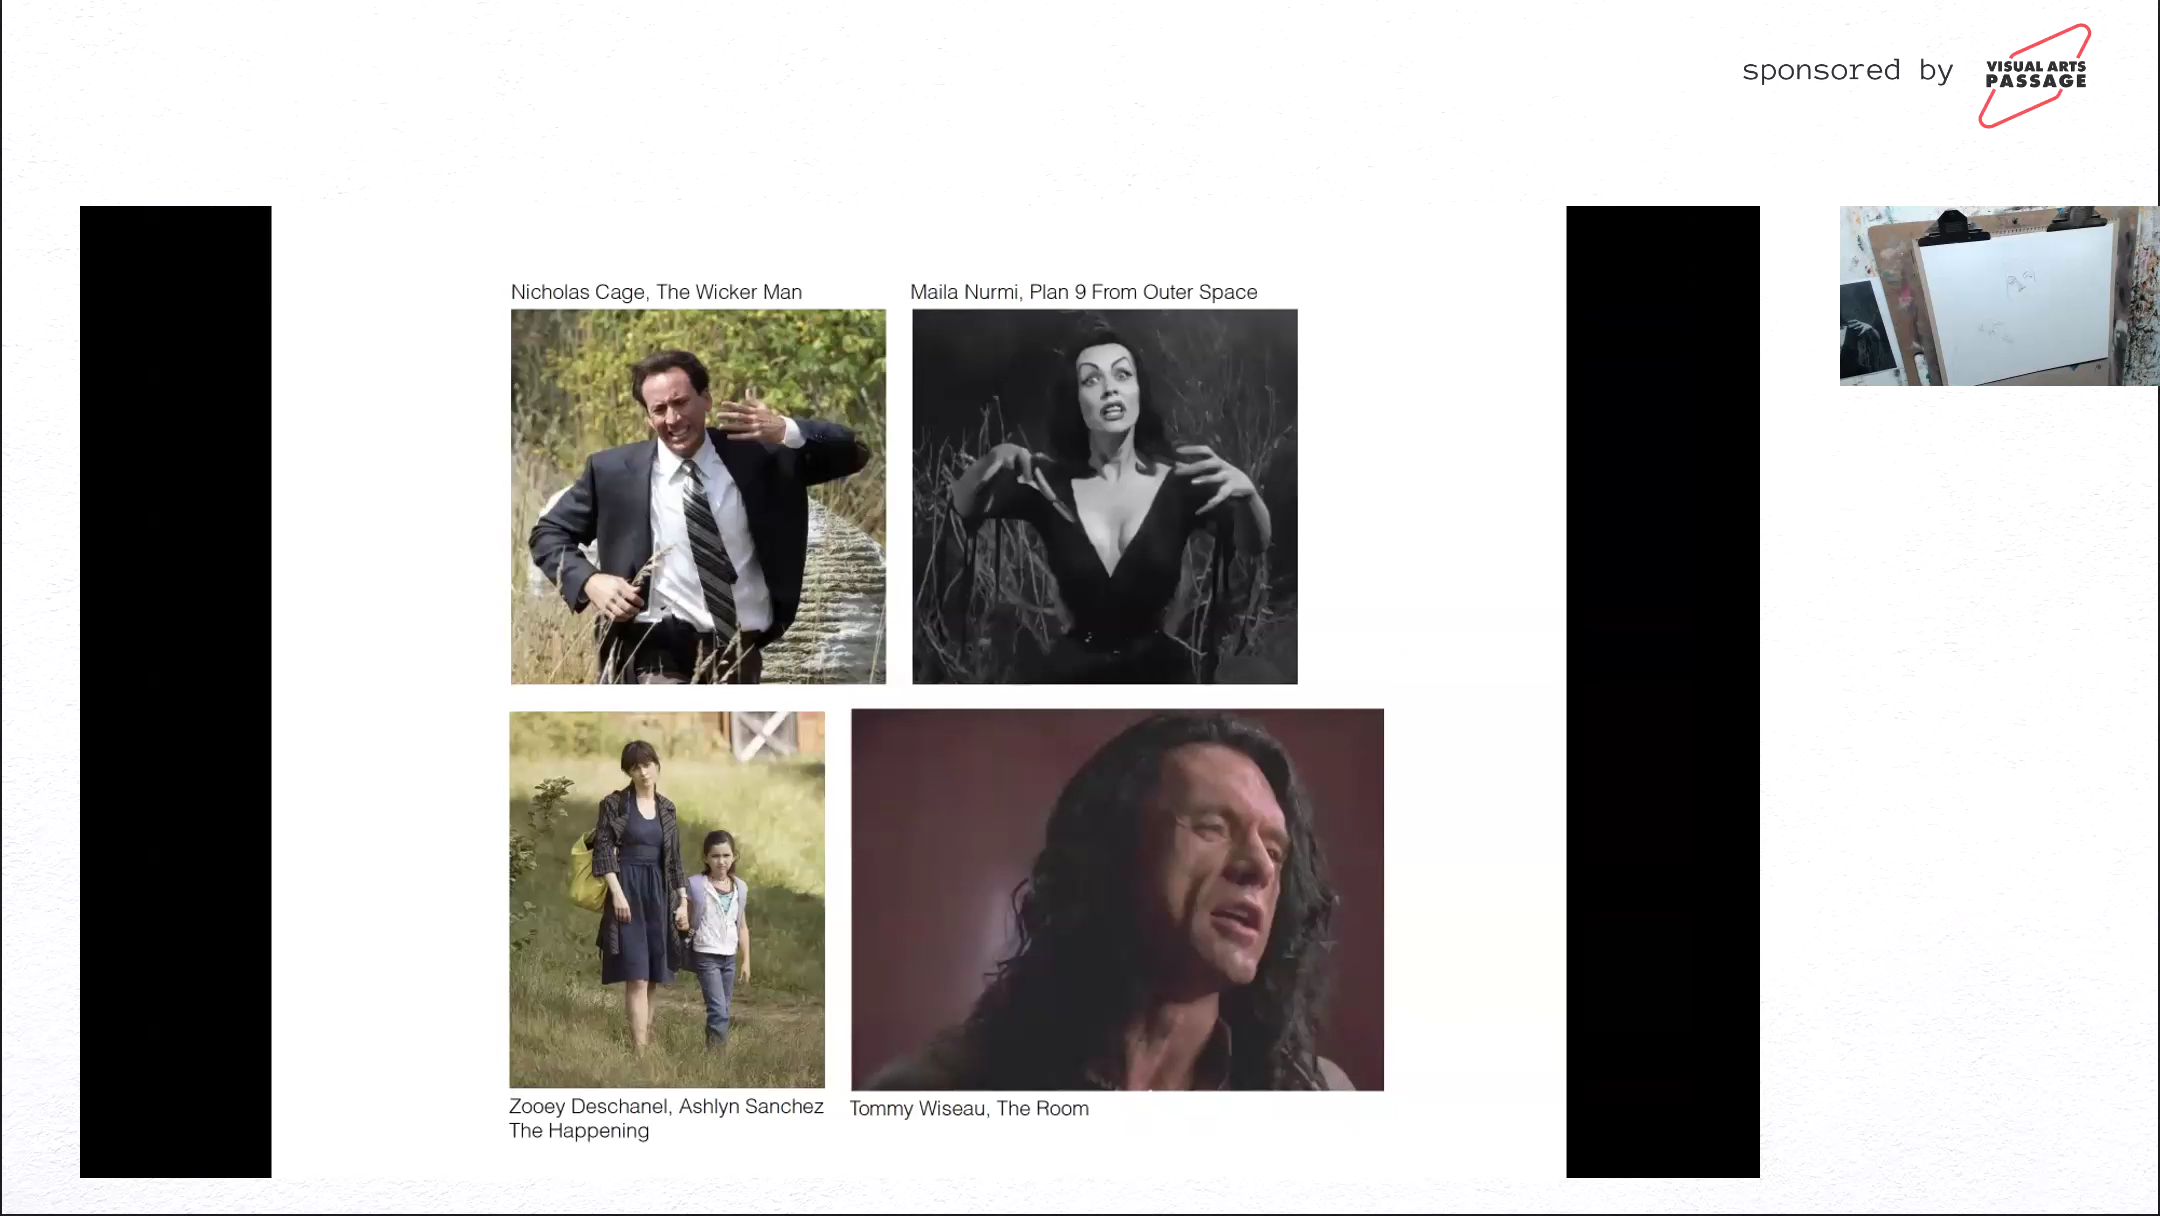 sponsored by
VISUAL ARTS
PASSAGE
Nicholas Cage, The Wicker Man
Maila Nurmi, Plan 9 From Outer Space
Zooey Deschanel, Ashlyn Sanchez
The Happening
Tommy Wiseau, The Room